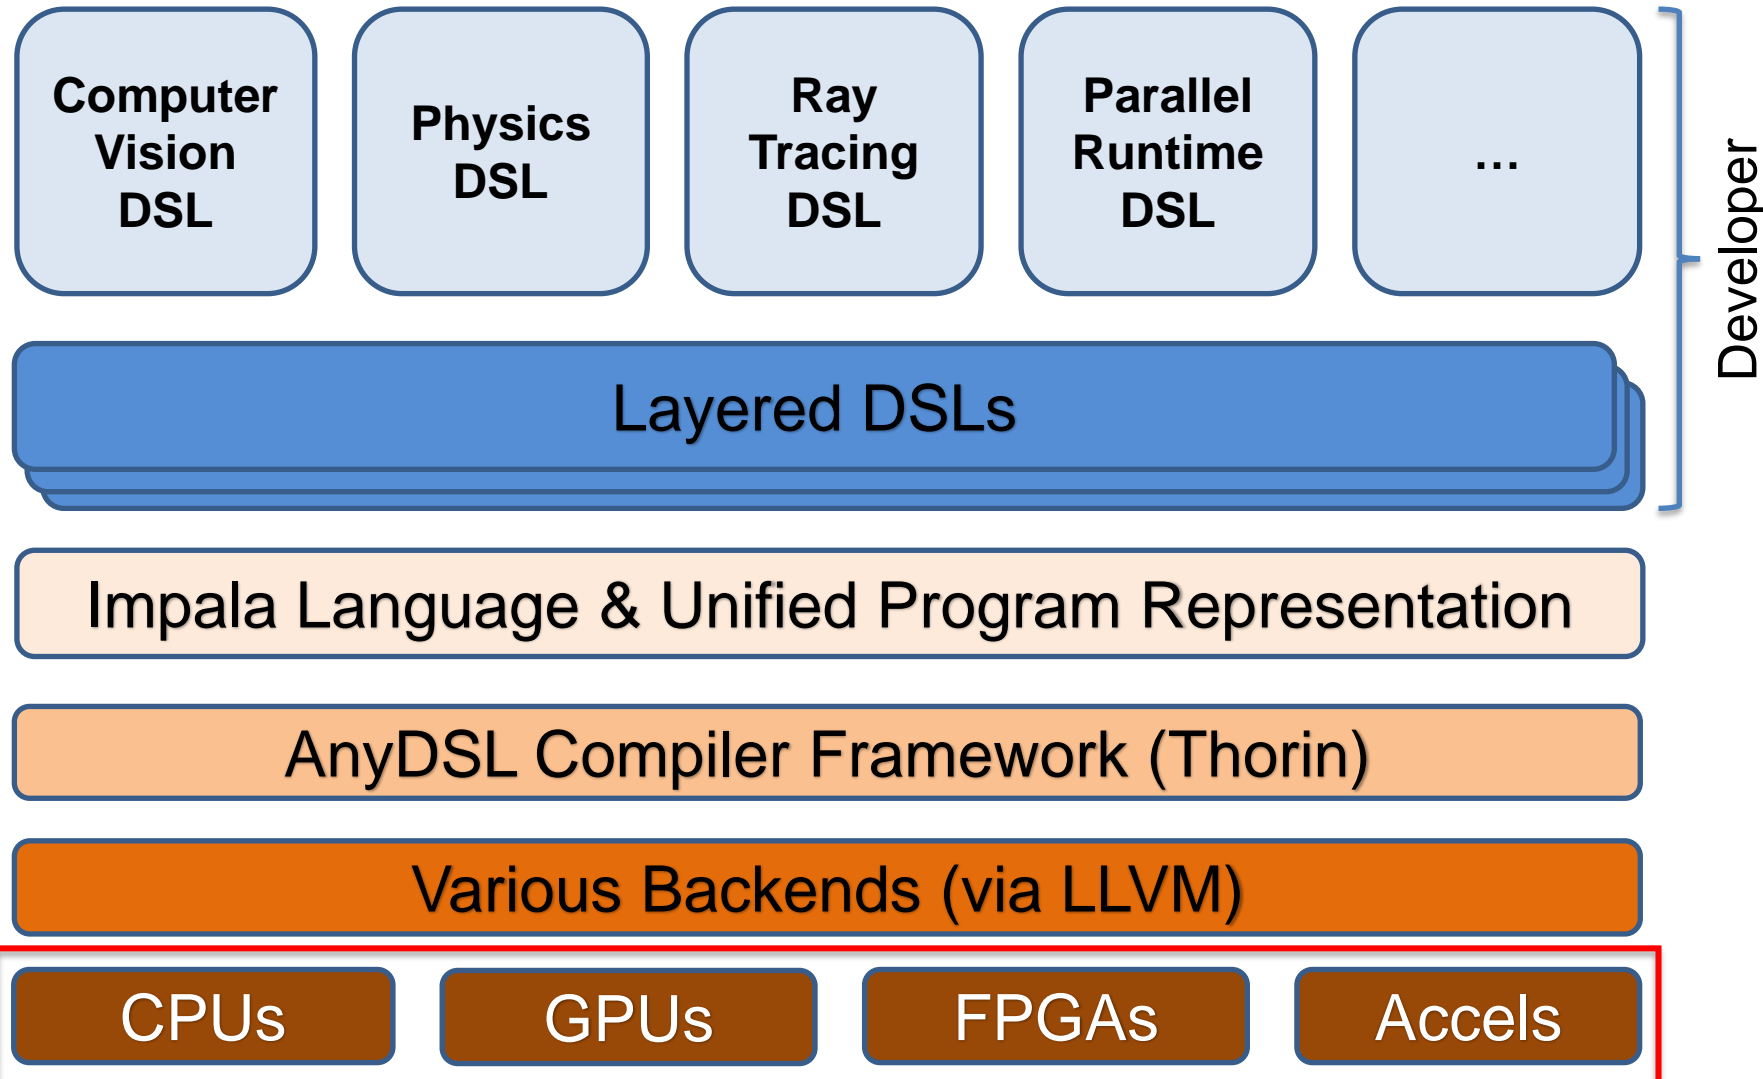 Computer
Vision
DSL
Physics
DSL
Ray
Tracing
DSL
Parallel
Runtime
DSL
...
Developer
Layered DSLs
Impala Language & Unified Program Representation
AnyDSL Compiler Framework (Thorin)
Various Backends (via LLVM)
CPUs
GPUs
FPGAs
Accels